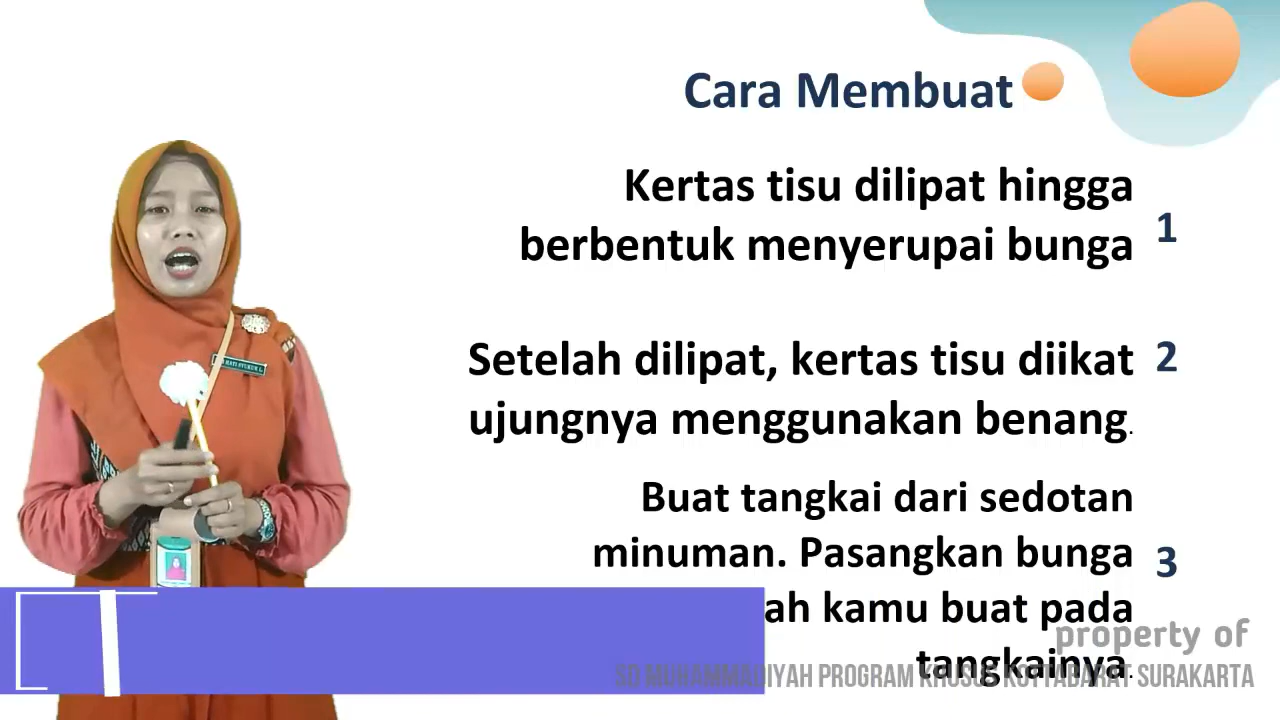 Cara Membuat
Kertas tisu dilipat hingga
berbentuk menyerupai bunga
1
Setelah dilipat, kertas tisu diikat
ujungnya menggunakan benang.
2
Buat tangkai dari sedotan
minuman. Pasangkan bunga
ah kamu buat pada
tangkainya.
3
property of
SD MUHAMMADIYAH PROGRAM KHUSUS KOTTABARAT SURAKARTA